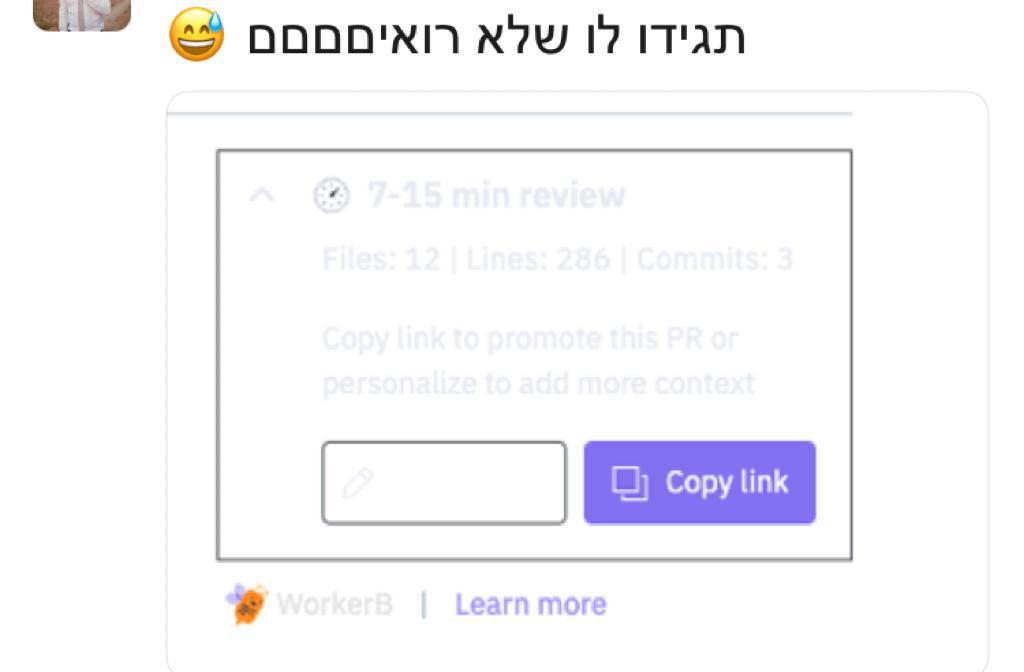 תגידו לו שלא רואיםםםםם 😅
7-15 min review
Files: 12 | Lines: 286 | Commits: 3
Copy link to promote this PR or
personalize to add more context
Copy link
WorkerB | Learn more